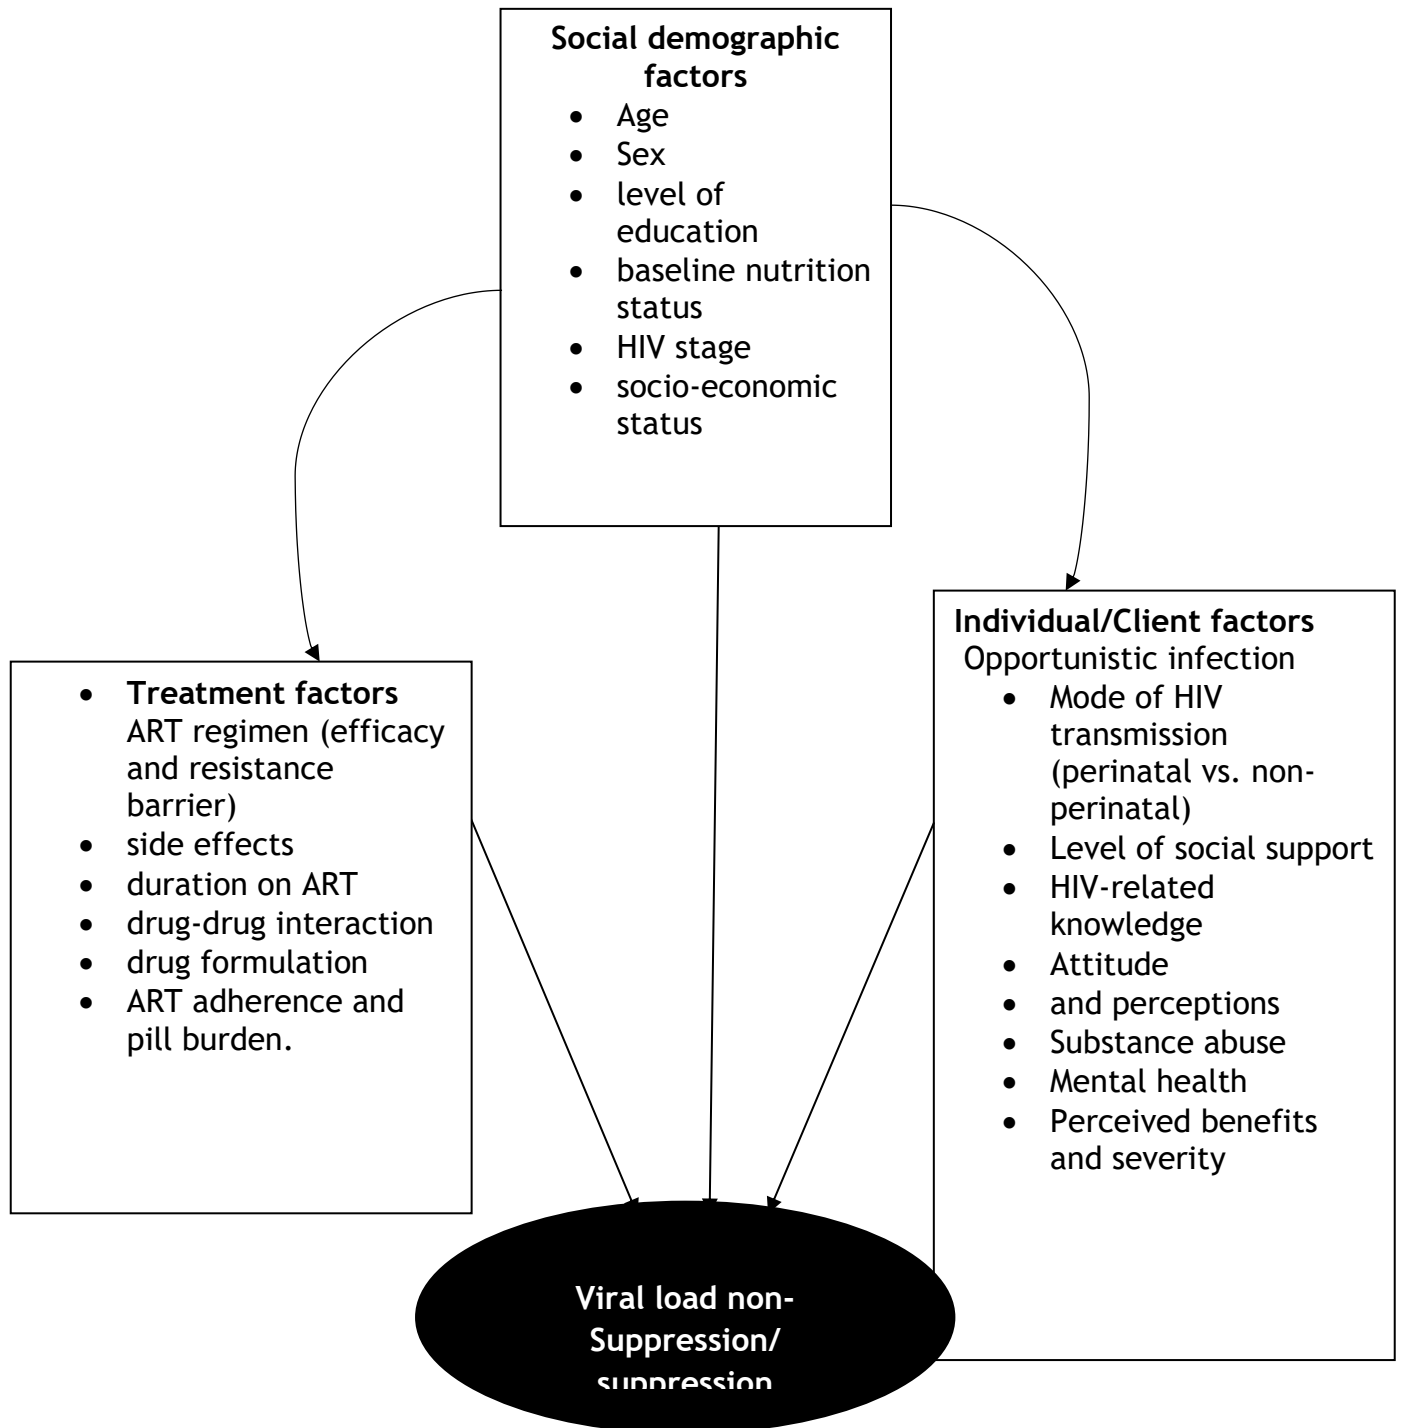 Social demographic
factors
• Age
• Sex
• level of
education
• baseline nutrition
status
• HIV stage
• socio-economic
status
• Treatment factors
ART regimen (efficacy
and resistance
barrier)
• side effects
• duration on ART
• drug-drug interaction
• drug formulation
• ART adherence and
pill burden.
Individual/Client factors
Opportunistic infection
• Mode of HIV
transmission
(perinatal vs. non-
perinatal)
• Level of social support
• HIV-related
knowledge
• Attitude
• and perceptions
• Substance abuse
• Mental health
• Perceived benefits
and severity
Viral load non-
Suppression/
suppression